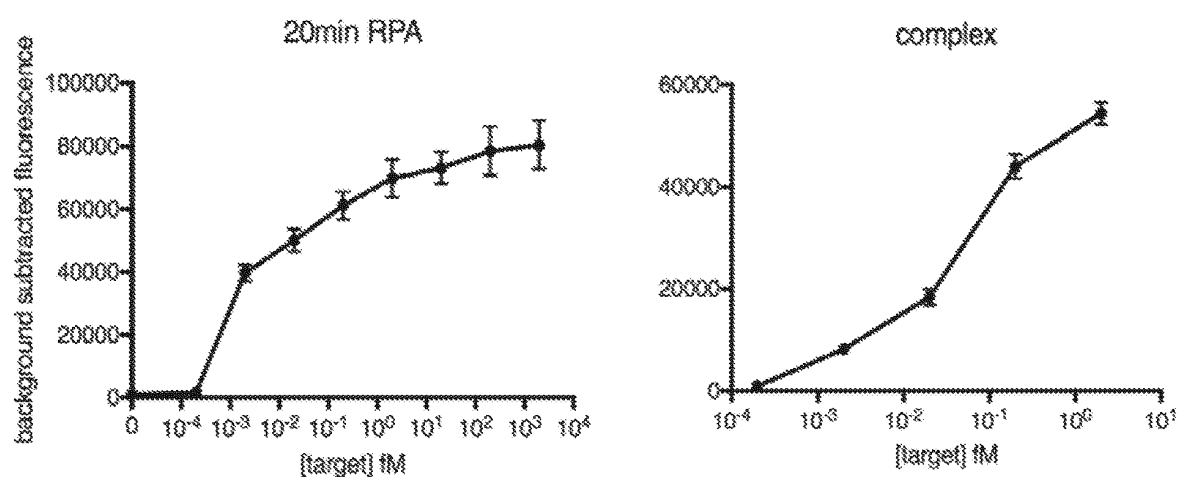 20min RPA
background subtracted fluorescence
100000
80000
60000
40000
20000
0
0 10⁻⁴ 10⁻³ 10⁻² 10⁻¹ 10⁰ 10¹ 10² 10³ 10⁴
[target] fM
complex
60000
40000
20000
0
10⁻⁴ 10⁻³ 10⁻² 10⁻¹ 10⁰ 10¹
[target] fM